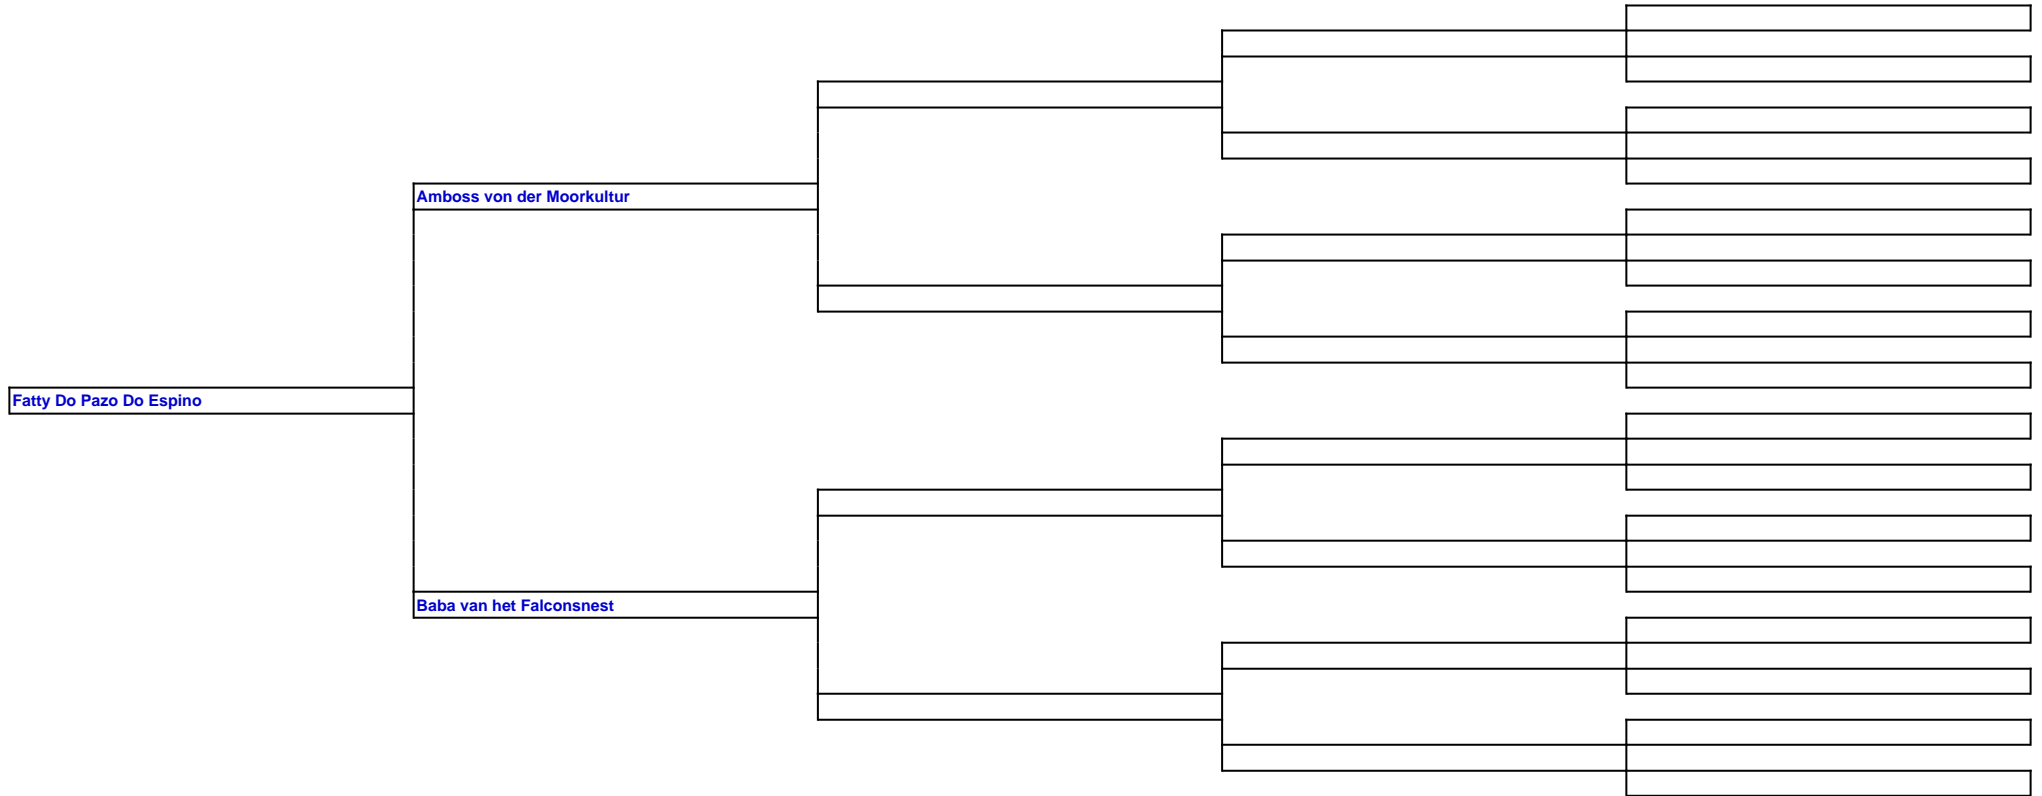 Amboss von der Moorkultur
Fatty Do Pazo Do Espino
Baba van het Falconsnest